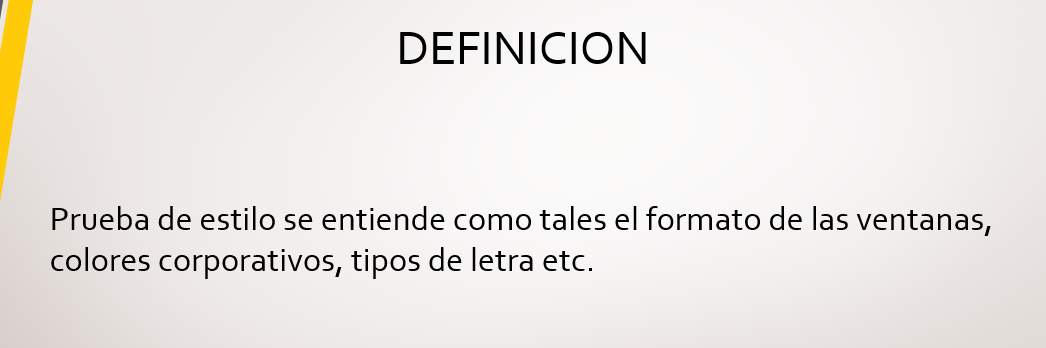 DEFINICION
Prueba de estilo se entiende como tales el formato de las ventanas,
colores corporativos, tipos de letra etc.